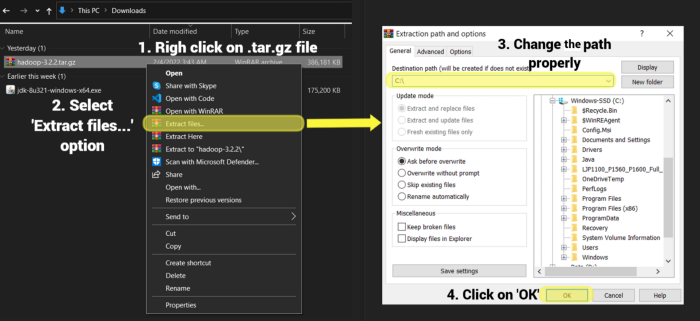 This PC > Downloads
Name
Date modified
Type
Size
Yesterday (1)
1. Righ click on .tar.gz file
hadoop-3.2.2.tar.gz
2/4/2022 3:43 AM
WinRAR archive
386,181 KB
Earlier this week (1)
jdk-8u321-windows-x64.exe
175,200 KB
2. Select
'Extract files...'
option
Open
Share with Skype
Open with Code
Open with WinRAR
Extract files...
Extract Here
Extract to "hadoop-3.2.2\"
Scan with Microsoft Defender...
Share
Open with...
Restore previous versions
Send to
Cut
Copy
Create shortcut
Delete
Rename
Properties
Extraction path and options
?
General
Advanced
Options
3. Change the path
properly
Destination path (will be created if does not exist)
C:\
Display
New folder
Update mode
Extract and replace files
Extract and update files
Fresh existing files only
Overwrite mode
Ask before overwrite
Overwrite without prompt
Skip existing files
Rename automatically
Miscellaneous
Keep broken files
Display files in Explorer
Save settings
Windows-SSD (C:)
$Recycle.Bin
$WinREAgent
Config.Msi
Documents and Settings
Drivers
Java
LJP1100_P1560_P1600_Full_
OneDriveTemp
PerfLogs
Program Files
Program Files (x86)
ProgramData
Recovery
System Volume Information
Users
Windows
4. Click on 'OK'
OK
Cancel
Help